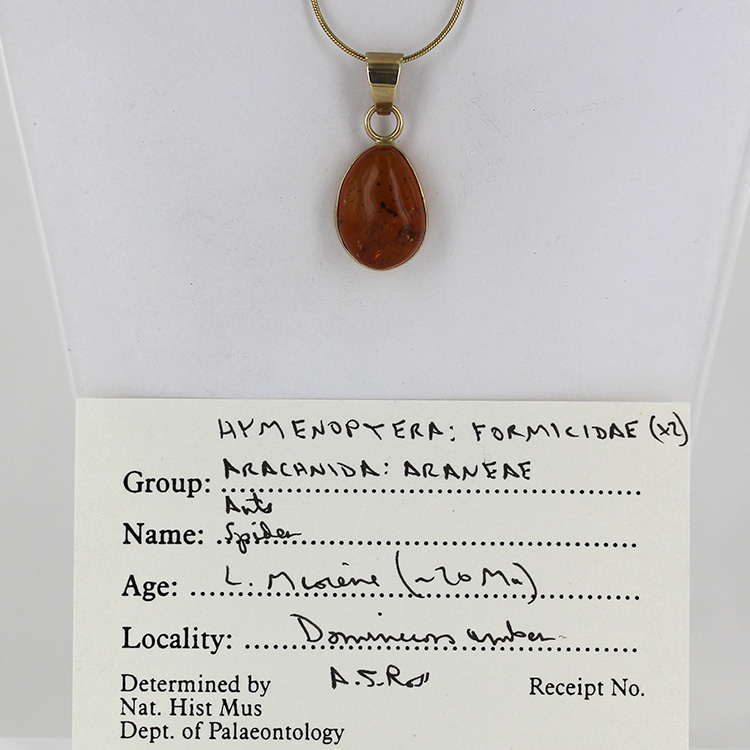 HYMENOPTERA: FORMICIDAE (x2)
Group: ARACHNIDA: ARANEAE
Ants
Name: Spider
Age: L. Miocene (~20 Ma)
Locality: Dominican amber
Determined by A.S. Ross Receipt No.
Nat. Hist Mus
Dept. of Palaeontology